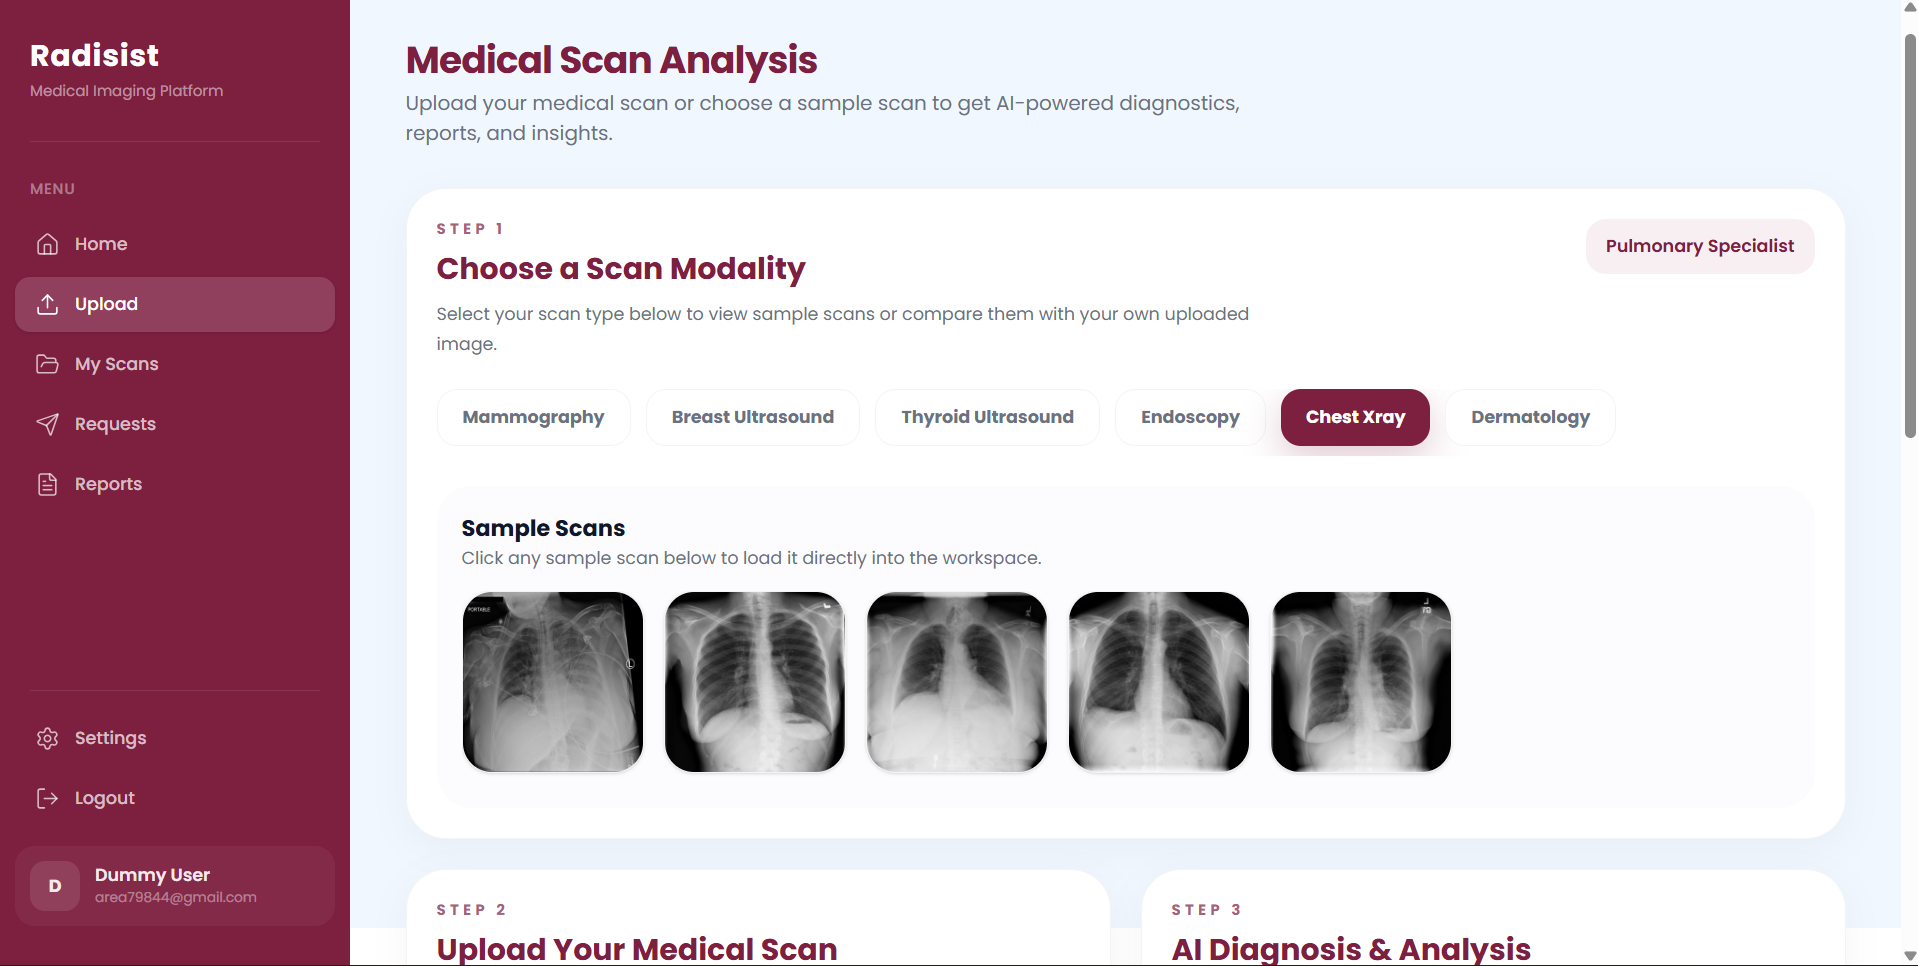 Radisist
Medical Imaging Platform
MENU
Home
Upload
My Scans
Requests
Reports
Settings
Logout
D
Dummy User
area79844@gmail.com
Medical Scan Analysis
Upload your medical scan or choose a sample scan to get AI-powered diagnostics,
reports, and insights.
STEP 1
Choose a Scan Modality
Pulmonary Specialist
Select your scan type below to view sample scans or compare them with your own uploaded
image.
Mammography
Breast Ultrasound
Thyroid Ultrasound
Endoscopy
Chest Xray
Dermatology
Sample Scans
Click any sample scan below to load it directly into the workspace.
PORTABLE
L
STEP 2
Upload Your Medical Scan
STEP 3
AI Diagnosis & Analysis